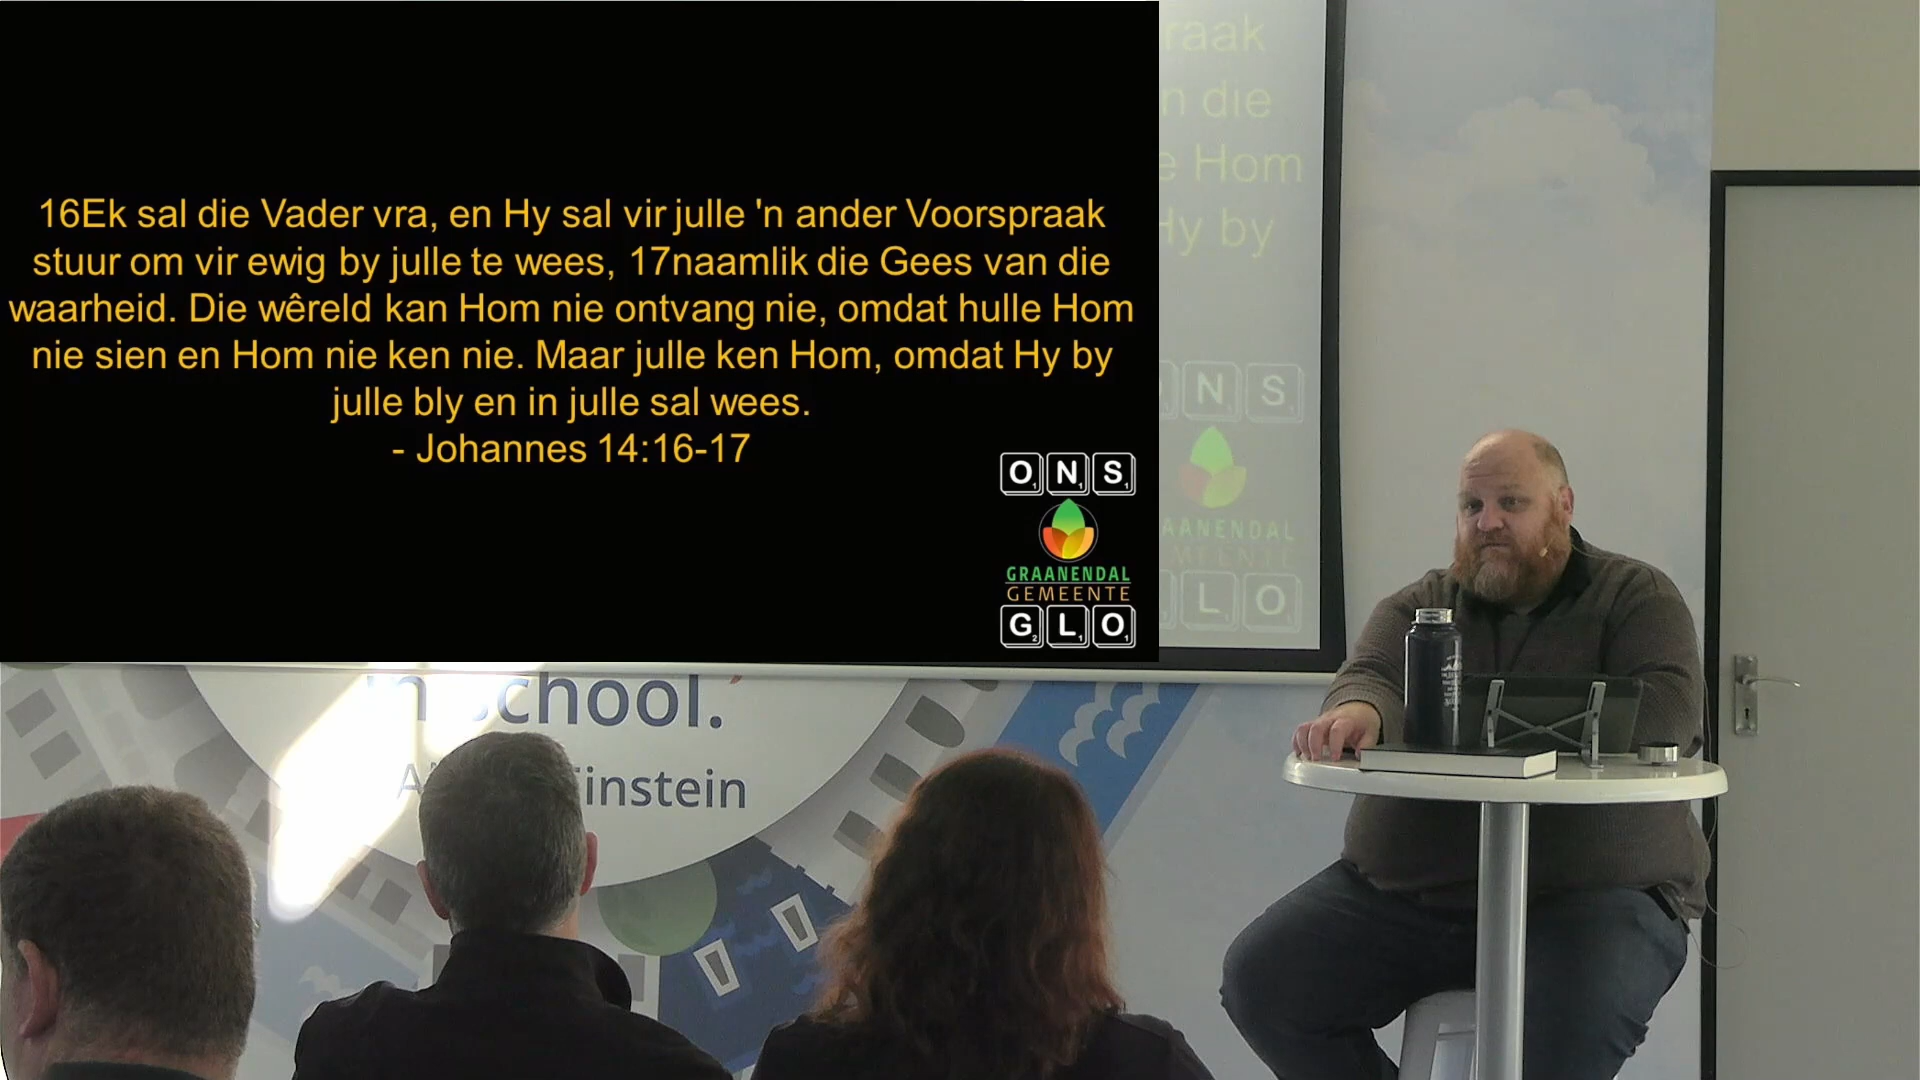 16Ek sal die Vader vra, en Hy sal vir julle 'n ander Voorspraak
stuur om vir ewig by julle te wees, 17naamlik die Gees van die
waarheid. Die wêreld kan Hom nie ontvang nie, omdat hulle Hom
nie sien en Hom nie ken nie. Maar julle ken Hom, omdat Hy by
julle bly en in julle sal wees.
- Johannes 14:16-17
ONS
GRAANENDAL
GEMEENTE
GLO
raak
n die
e Hom
Hy by
NS
AANENDAL
MEENTE
LO
in school.
Einstein